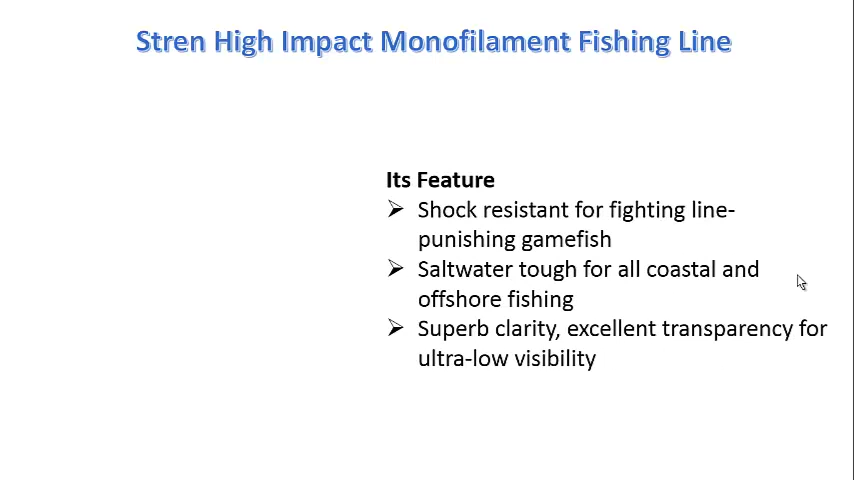 Stren High Impact Monofilament Fishing Line
Its Feature
➢ Shock resistant for fighting line-
punishing gamefish
➢ Saltwater tough for all coastal and
offshore fishing
➢ Superb clarity, excellent transparency for
ultra-low visibility